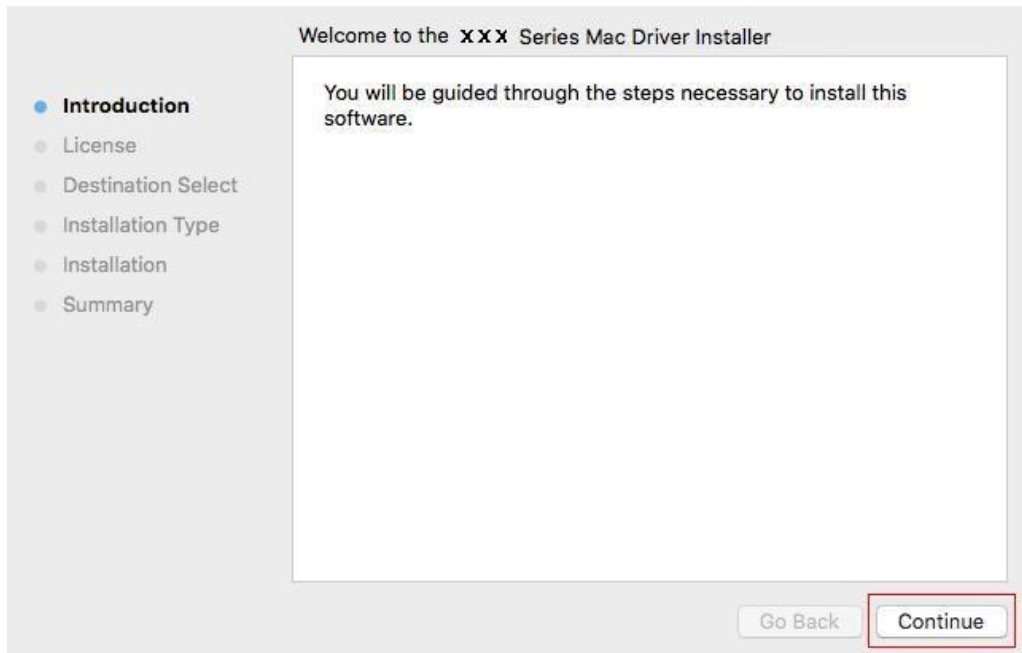 Welcome to the XXX Series Mac Driver Installer
Introduction
License
Destination Select
Installation Type
Installation
Summary
You will be guided through the steps necessary to install this
software.
Go Back
Continue